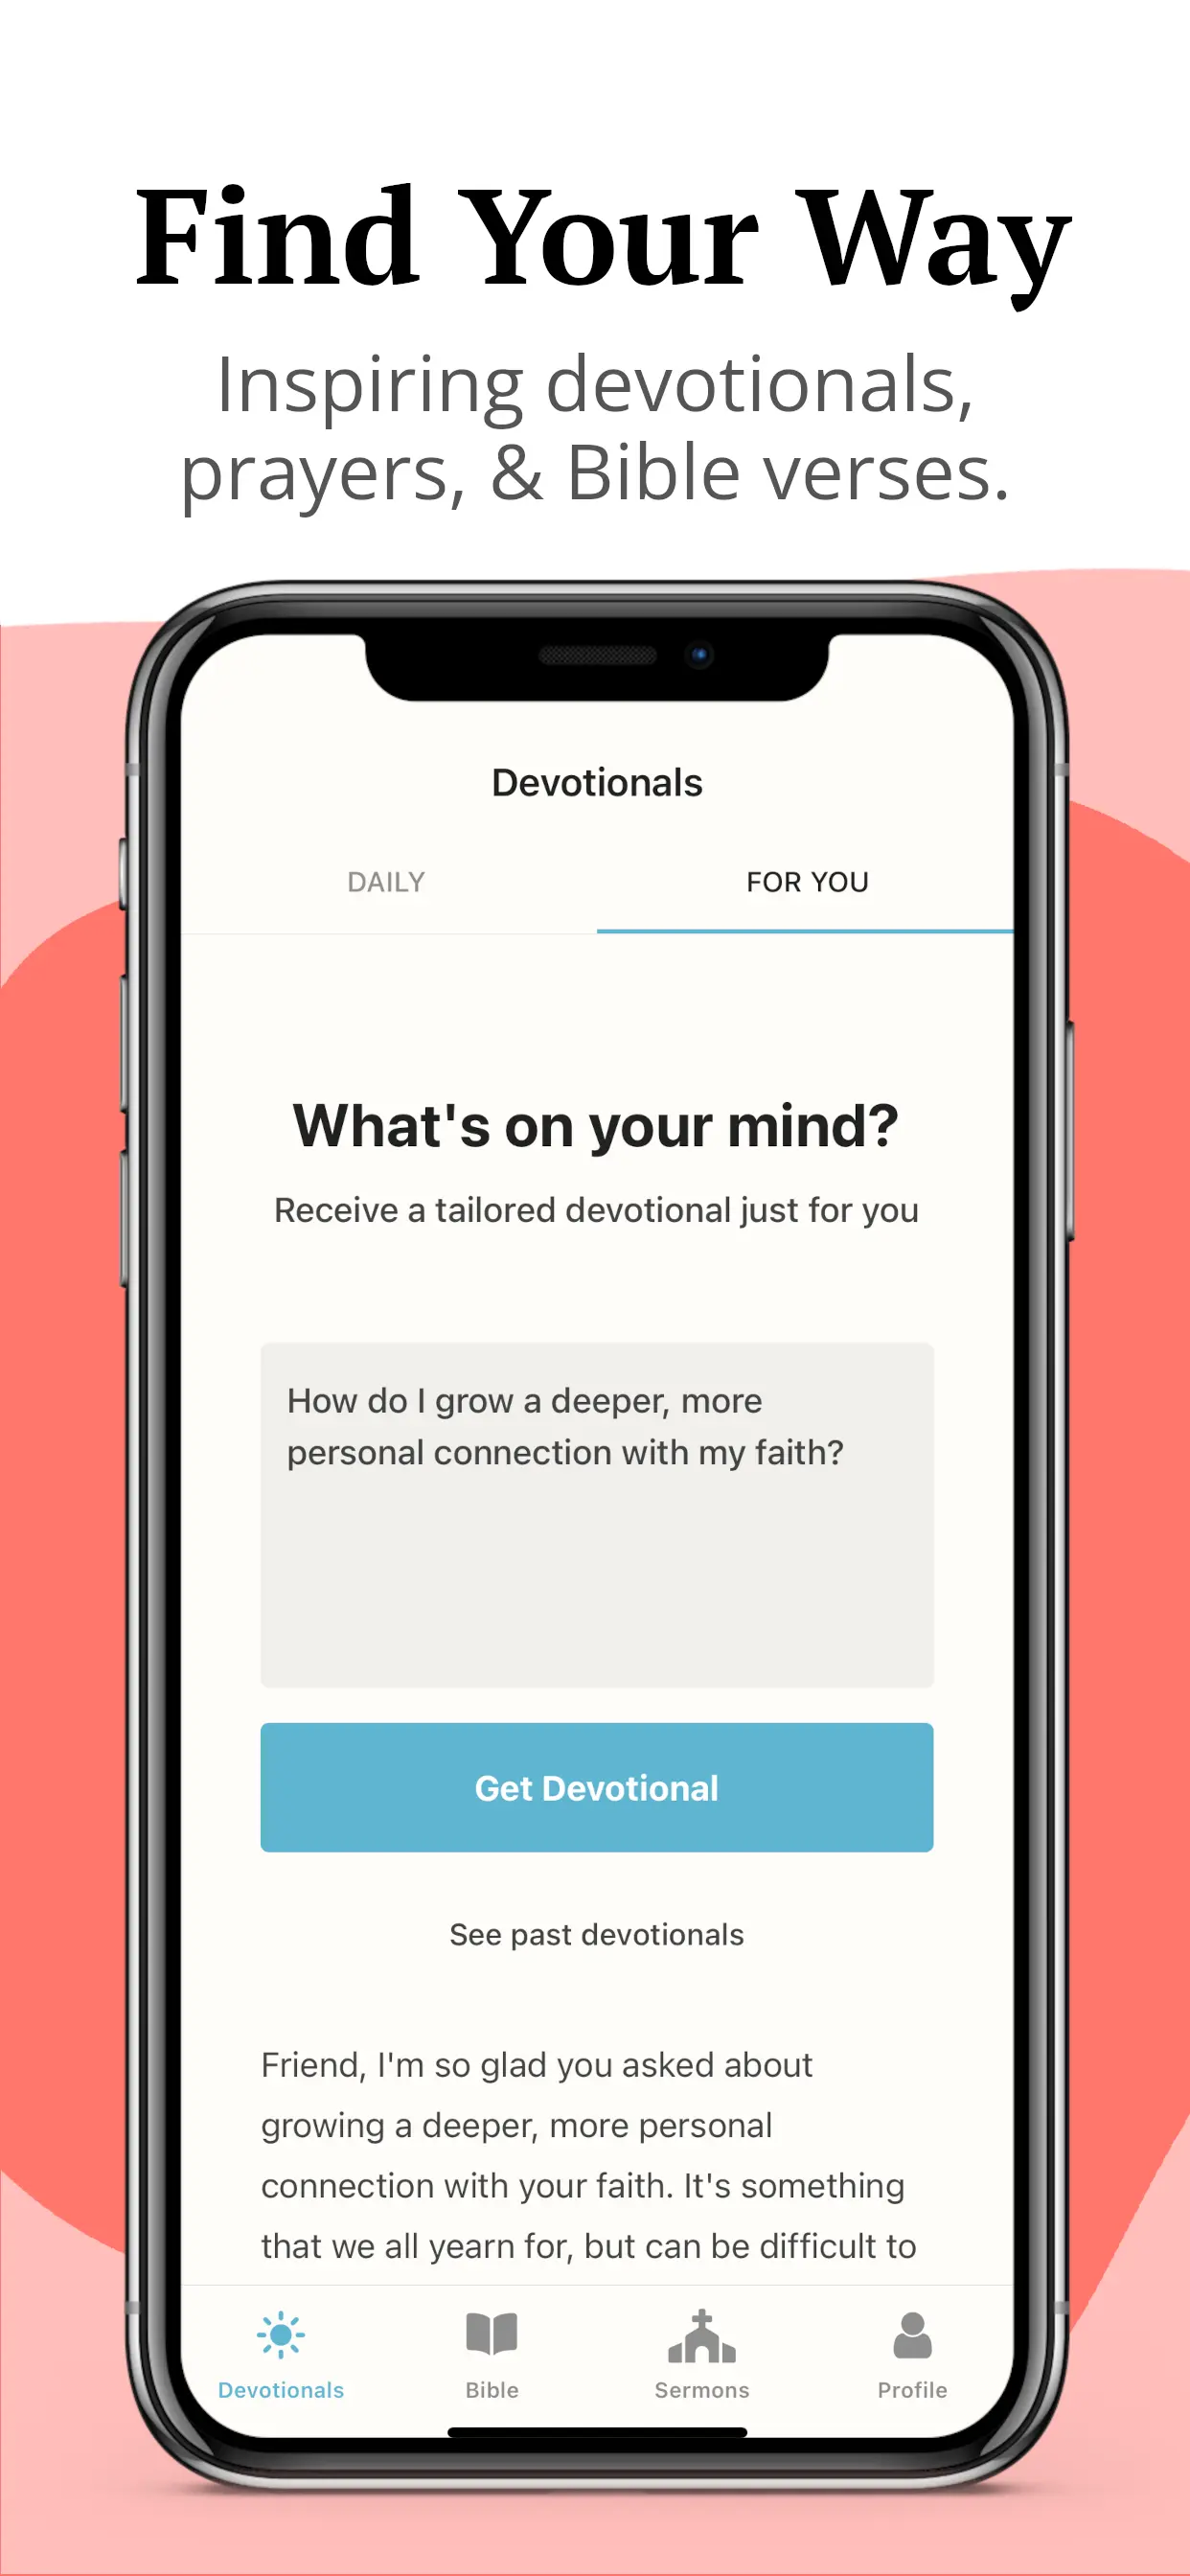 Find Your Way
Inspiring devotionals,
prayers, & Bible verses.
Devotionals
DAILY
FOR YOU
What's on your mind?
Receive a tailored devotional just for you
How do I grow a deeper, more
personal connection with my faith?
Get Devotional
See past devotionals
Friend, I'm so glad you asked about
growing a deeper, more personal
connection with your faith. It's something
that we all yearn for, but can be difficult to
Devotionals
Bible
Sermons
Profile